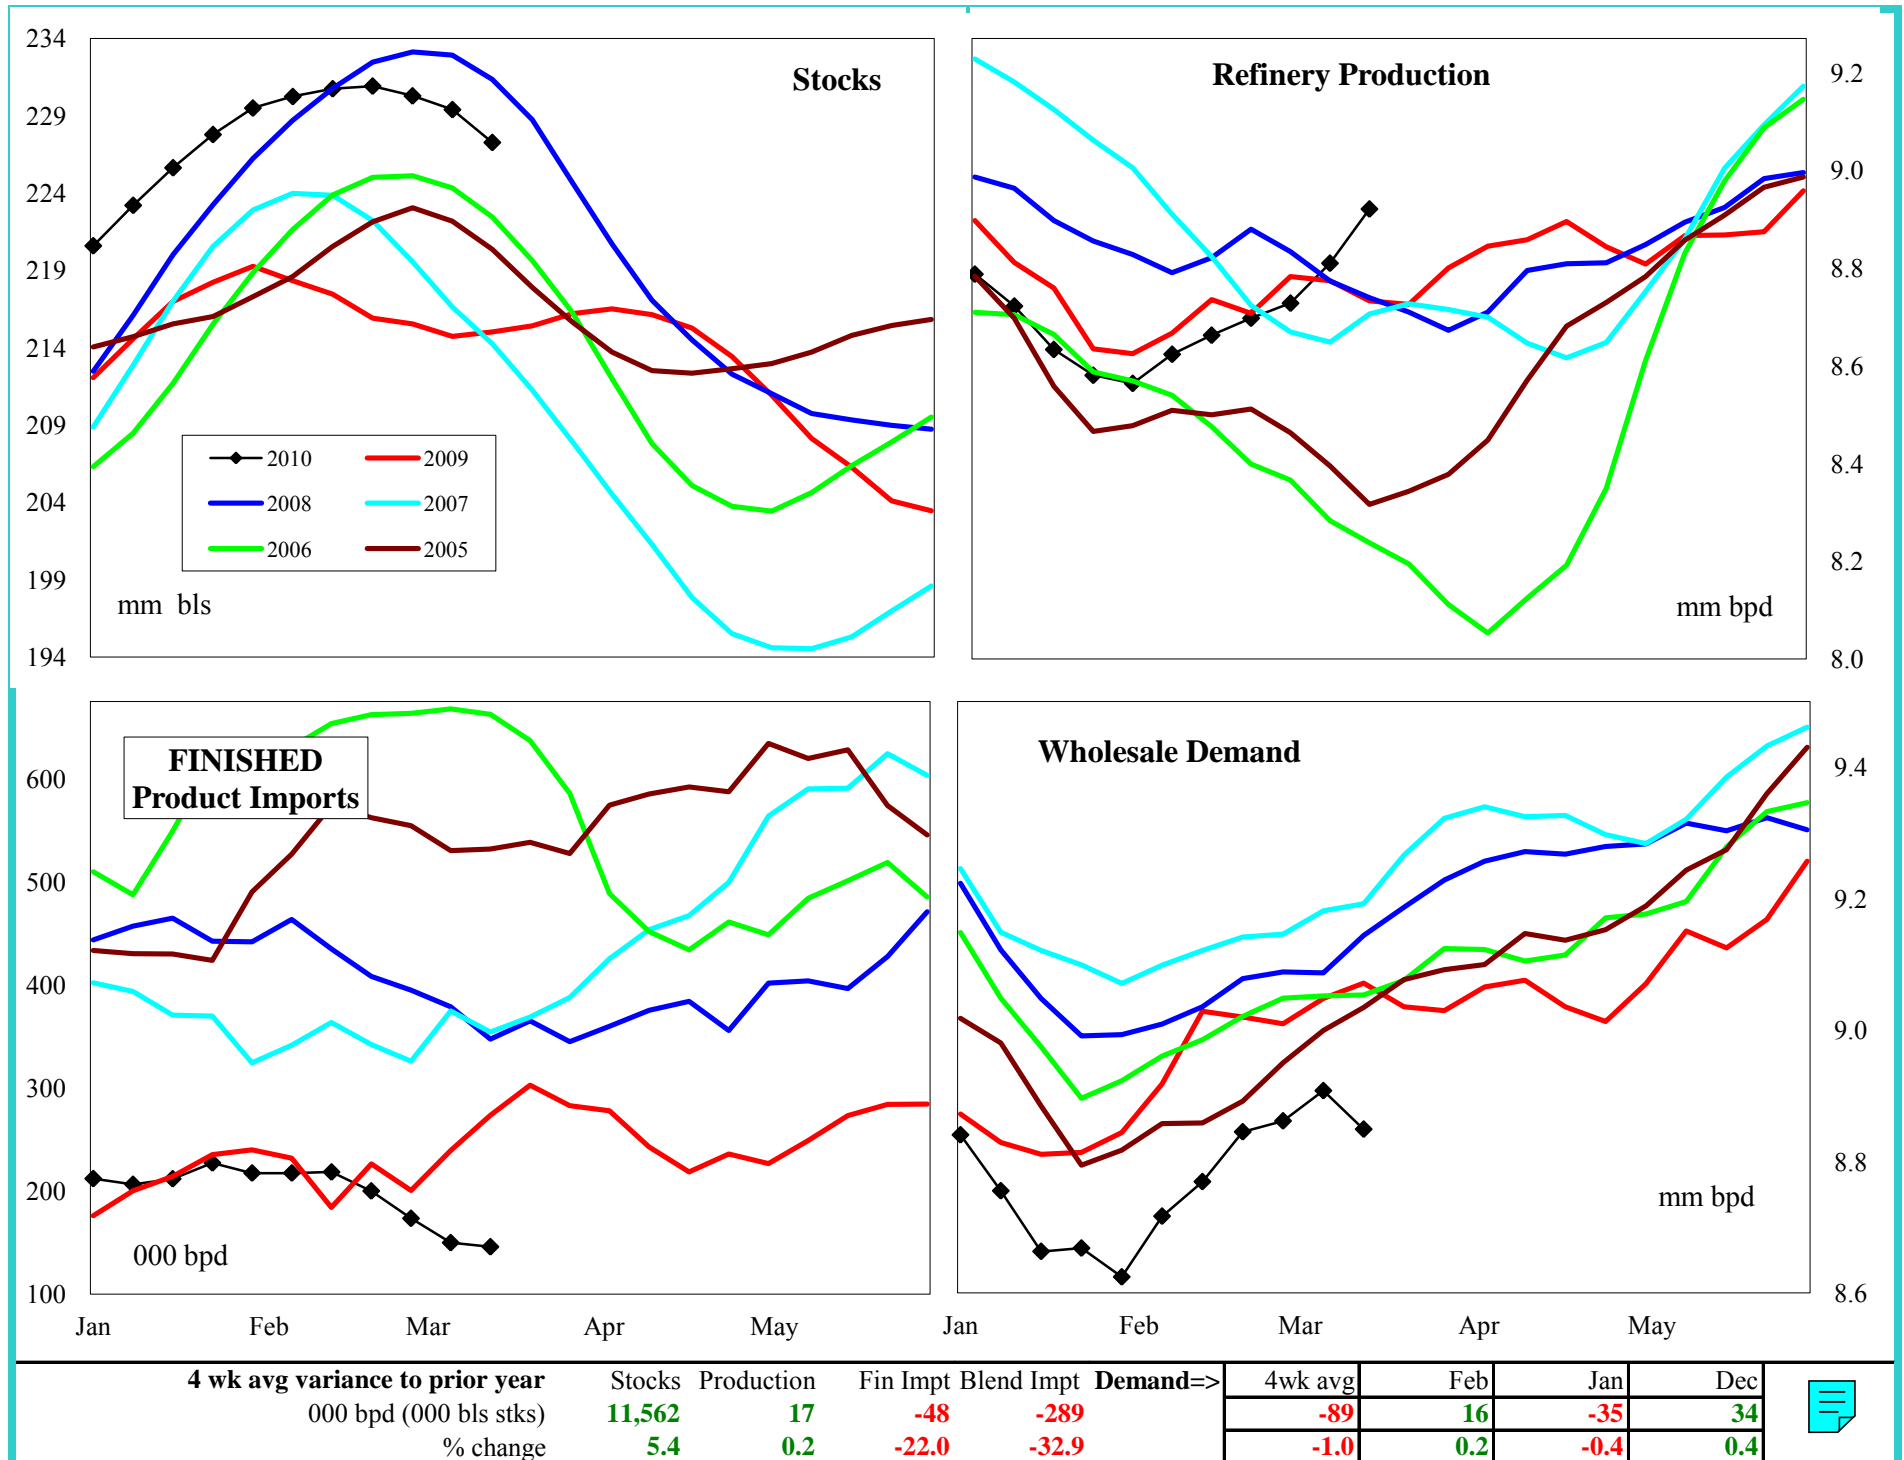 Stocks
234
229
224
219
214
209
204
199
194
2010 2009
2008 2007
2006 2005
mm bls
Refinery Production
9.2
9.0
8.8
8.6
8.4
8.2
8.0
mm bpd
FINISHED
Product Imports
600
500
400
300
200
100
000 bpd
Jan Feb Mar Apr May
Wholesale Demand
9.4
9.2
9.0
8.8
8.6
mm bpd
Jan Feb Mar Apr May
4 wk avg variance to prior year Stocks Production Fin Impt Blend Impt Demand=> 4wk avg Feb Jan Dec
000 bpd (000 bls stks) 11,562 17 -48 -289 -89 16 -35 34
% change 5.4 0.2 -22.0 -32.9 -1.0 0.2 -0.4 0.4